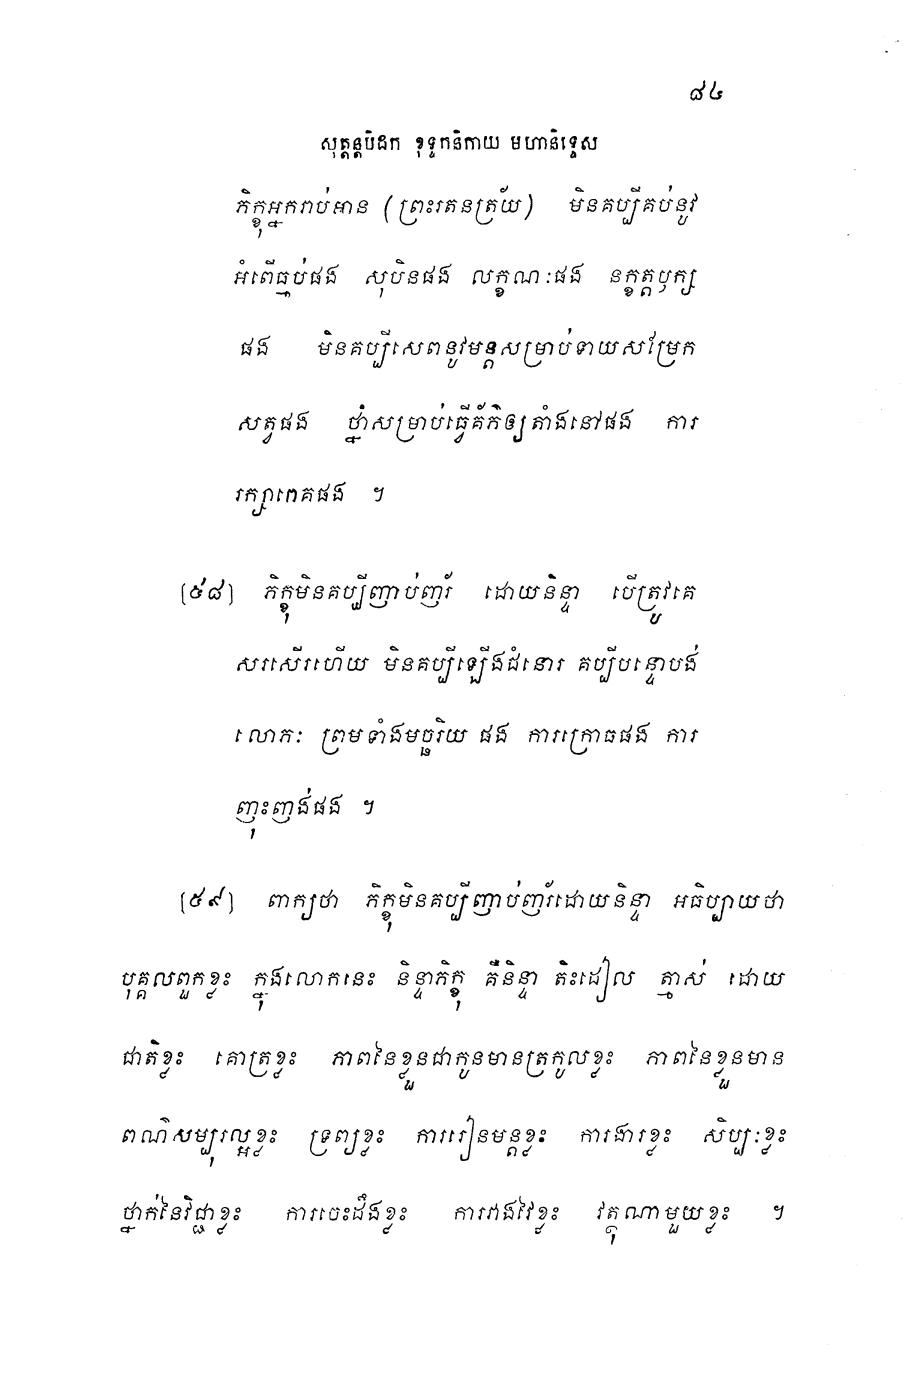 ៨៤
សុត្តន្តបិដក ខុទ្ទកនិកាយ មហានិទ្ទេស
ភិក្ខុអ្នករាប់អាន (ព្រះរតនត្រ័យ) មិនគប្បីគប់នូវ
អំពើធ្មប់ផង សុបិនផង លក្ខណៈផង នក្ខត្តឫក្ស
ផង មិនគប្បីសេពនូវមន្តសម្រាប់ទាយសម្រែក
សត្វផង ថ្នាំសម្រាប់ធ្វើគ័ភ៌ឲ្យតាំងនៅផង ការ
រក្សារោគផង ។
[៥៨] ភិក្ខុមិនគប្បីញាប់ញ័រ ដោយនិន្ទា បើត្រូវគេ
សរសើរហើយ មិនគប្បីឡើងដំនោរ គប្បីបន្ទោបង់
លោភៈ ព្រមទាំងមច្ឆរិយ ផង ការក្រោធផង ការ
ញុះញង់ផង ។
[៥៩] ពាក្យថា ភិក្ខុមិនគប្បីញាប់ញ័រដោយនិន្ទា អធិប្បាយថា
បុគ្គលពួកខ្លះ ក្នុងលោកនេះ និន្ទាភិក្ខុ គឺនិន្ទា តិះដៀល ត្មាស់ ដោយ
ជាតិខ្លះ គោត្រខ្លះ ភាពនៃខ្លួនជាកូនមានត្រកូលខ្លះ ភាពនៃខ្លួនមាន
ពណ៌សម្បុរល្អខ្លះ ទ្រព្យខ្លះ ការរៀនមន្តខ្លះ ការងារខ្លះ សិប្បៈខ្លះ
ថ្នាក់នៃវិជ្ជាខ្លះ ការចេះដឹងខ្លះ ការវាងវៃខ្លះ វត្ថុណាមួយខ្លះ ។